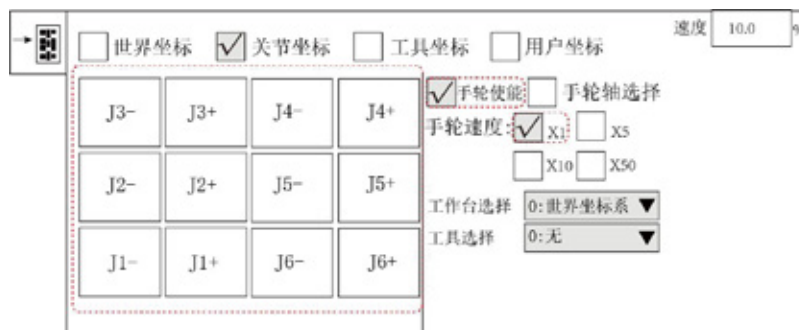 速度 10.0 %
世界坐标 关节坐标 工具坐标 用户坐标
手轮使能 手轮轴选择
J3- J3+ J4- J4+
手轮速度: X1 X5
X10 X50
J2- J2+ J5- J5+
工作台选择 0:世界坐标系
工具选择 0:无
J1- J1+ J6- J6+